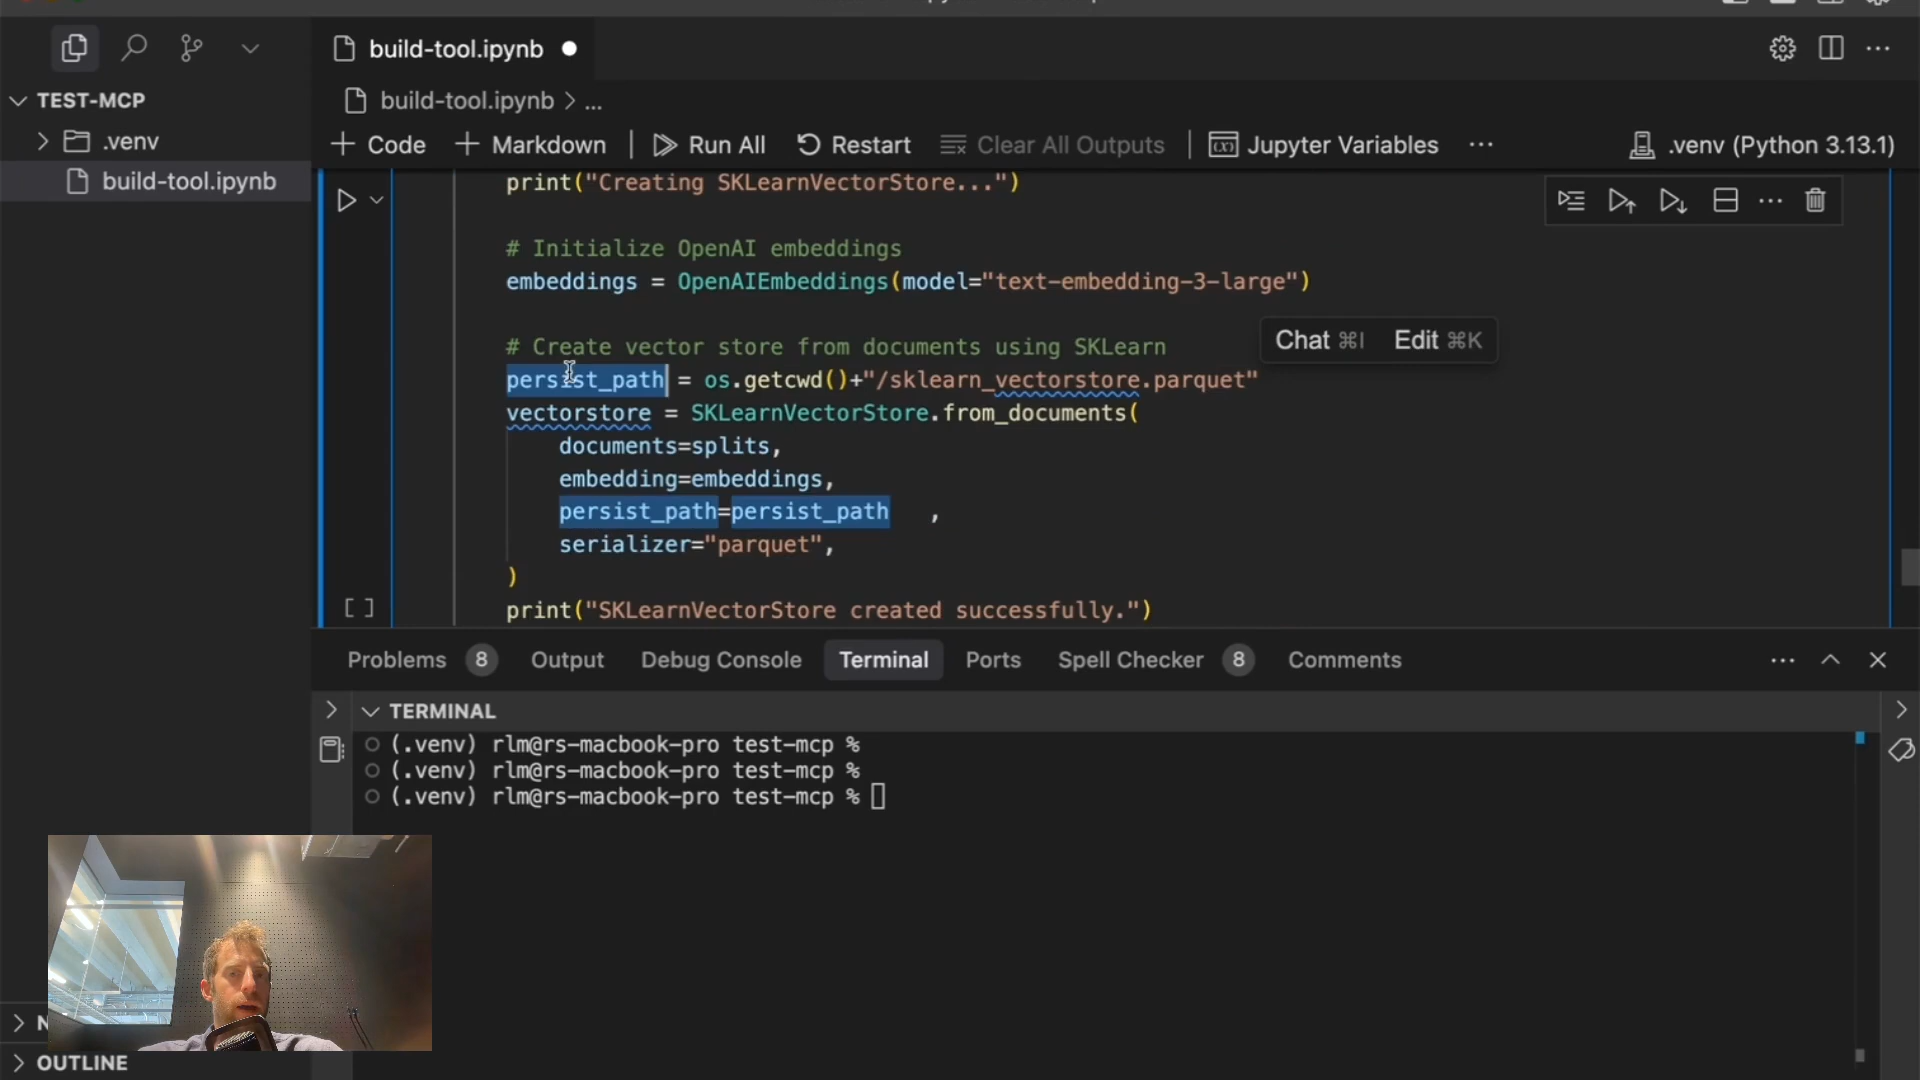 build-tool.ipynb
TEST-MCP
build-tool.ipynb > ...
.venv
Code Markdown Run All Restart Clear All Outputs Jupyter Variables ... .venv (Python 3.13.1)
build-tool.ipynb
print("Creating SKLearnVectorStore...")
# Initialize OpenAI embeddings
embeddings = OpenAIEmbeddings(model="text-embedding-3-large")
Chat ⌘I Edit ⌘K
# Create vector store from documents using SKLearn
persist_path = os.getcwd()+"/sklearn_vectorstore.parquet"
vectorstore = SKLearnVectorStore.from_documents(
documents=splits,
embedding=embeddings,
persist_path=persist_path ,
serializer="parquet",
)
[ ]
print("SKLearnVectorStore created successfully.")
Problems 8 Output Debug Console Terminal Ports Spell Checker 8 Comments
TERMINAL
(.venv) rlm@rs-macbook-pro test-mcp %
(.venv) rlm@rs-macbook-pro test-mcp %
(.venv) rlm@rs-macbook-pro test-mcp %
OUTLINE